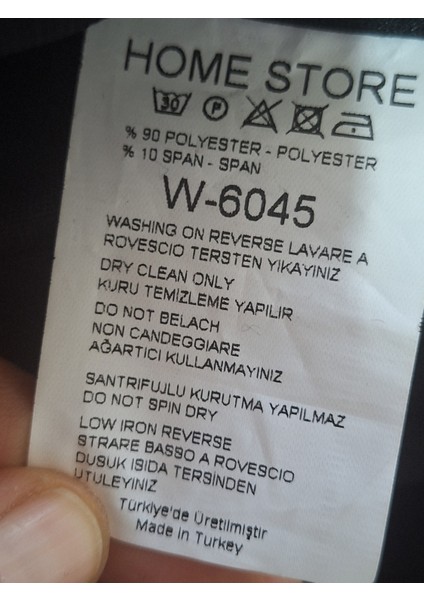 HOME STORE
30 P
% 90 POLYESTER - POLYESTER
% 10 SPAN - SPAN
W-6045
WASHING ON REVERSE LAVARE A
ROVESCIO TERSTEN YIKAYINIZ
DRY CLEAN ONLY
KURU TEMİZLEME YAPILIR
DO NOT BELACH
NON CANDEGGIARE
AĞARTICI KULLANMAYINIZ
SANTRIFUJLU KURUTMA YAPILMAZ
DO NOT SPIN DRY
LOW IRON REVERSE
STRARE BASSO A ROVESCIO
DUSUK ISIDA TERSINDEN
UTULEYINIZ
Türkiye'de Üretilmiştir
Made in Turkey